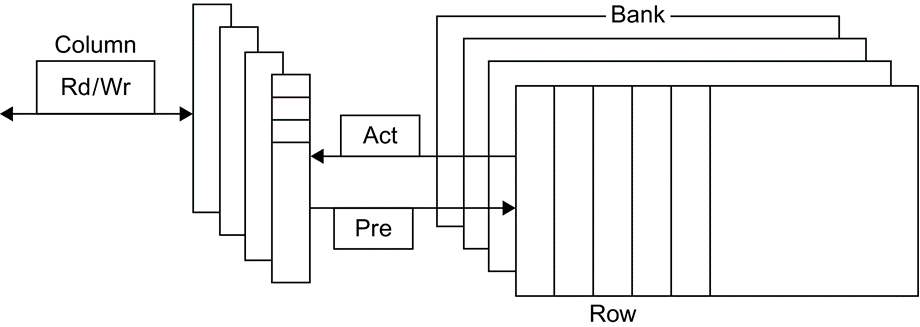 Bank
Column
Rd/Wr
Act
Pre
Row